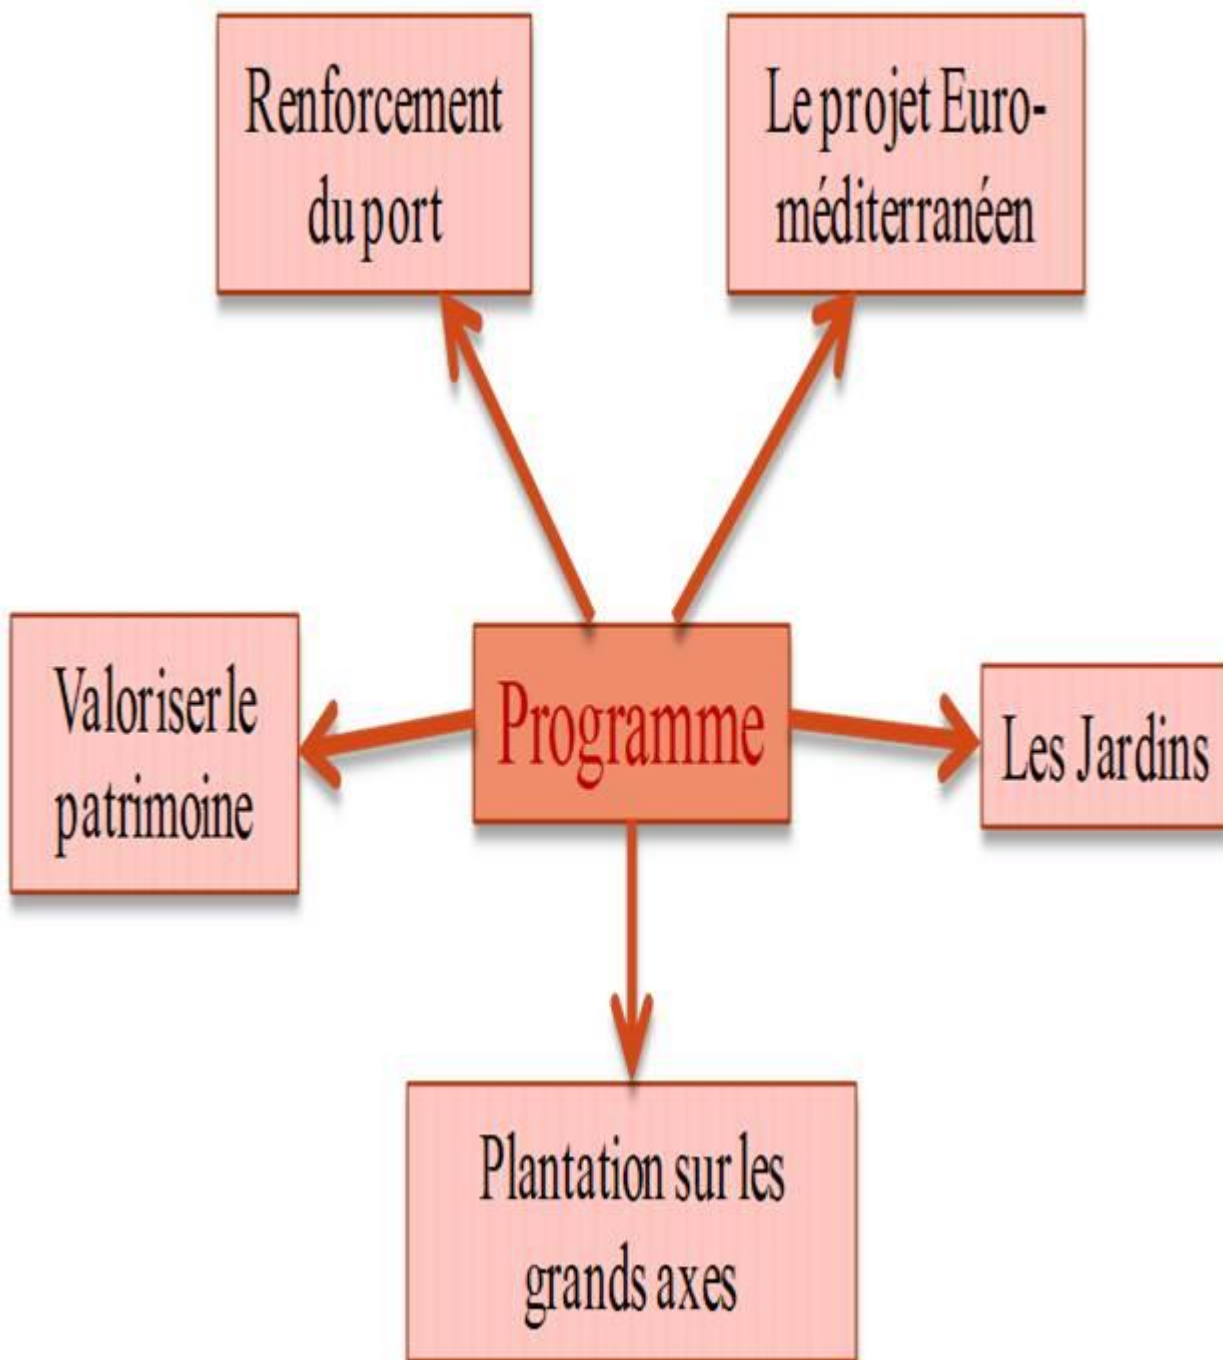 Renforcement
du port
Le projet Euro-
méditerranéen
Valoriser le
patrimoine
Programme
Les Jardins
Plantation sur les
grands axes